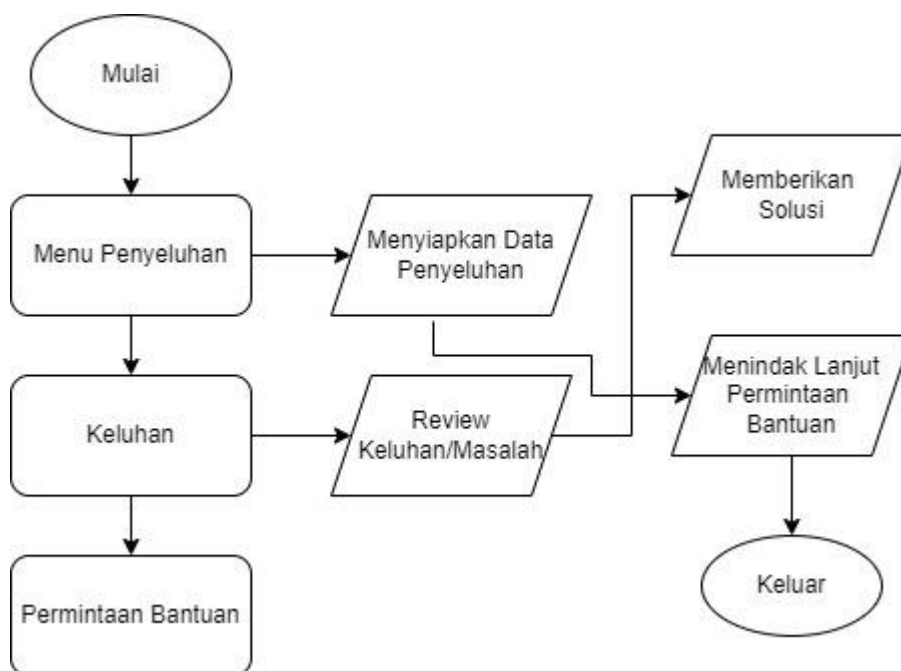 Mulai
Menu Penyeluhan
Menyiapkan Data
Penyeluhan
Memberikan
Solusi
Keluhan
Review
Keluhan/Masalah
Menindak Lanjut
Permintaan
Bantuan
Permintaan Bantuan
Keluar